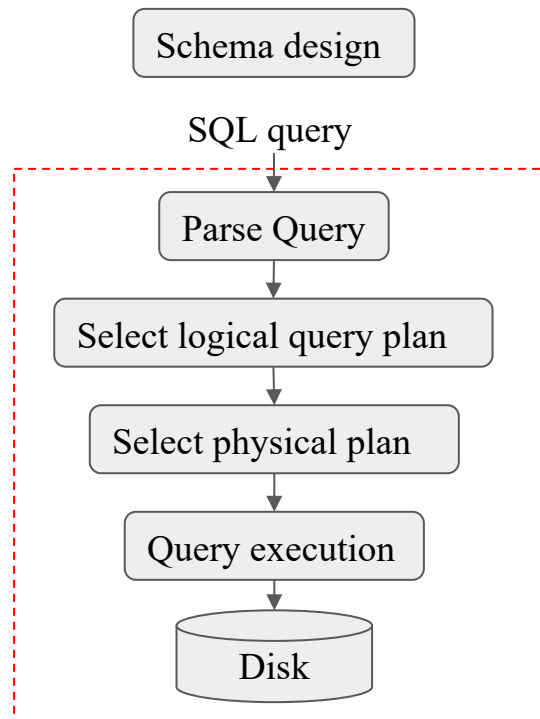 Schema design
SQL query
Parse Query
Select logical query plan
Select physical plan
Query execution
Disk